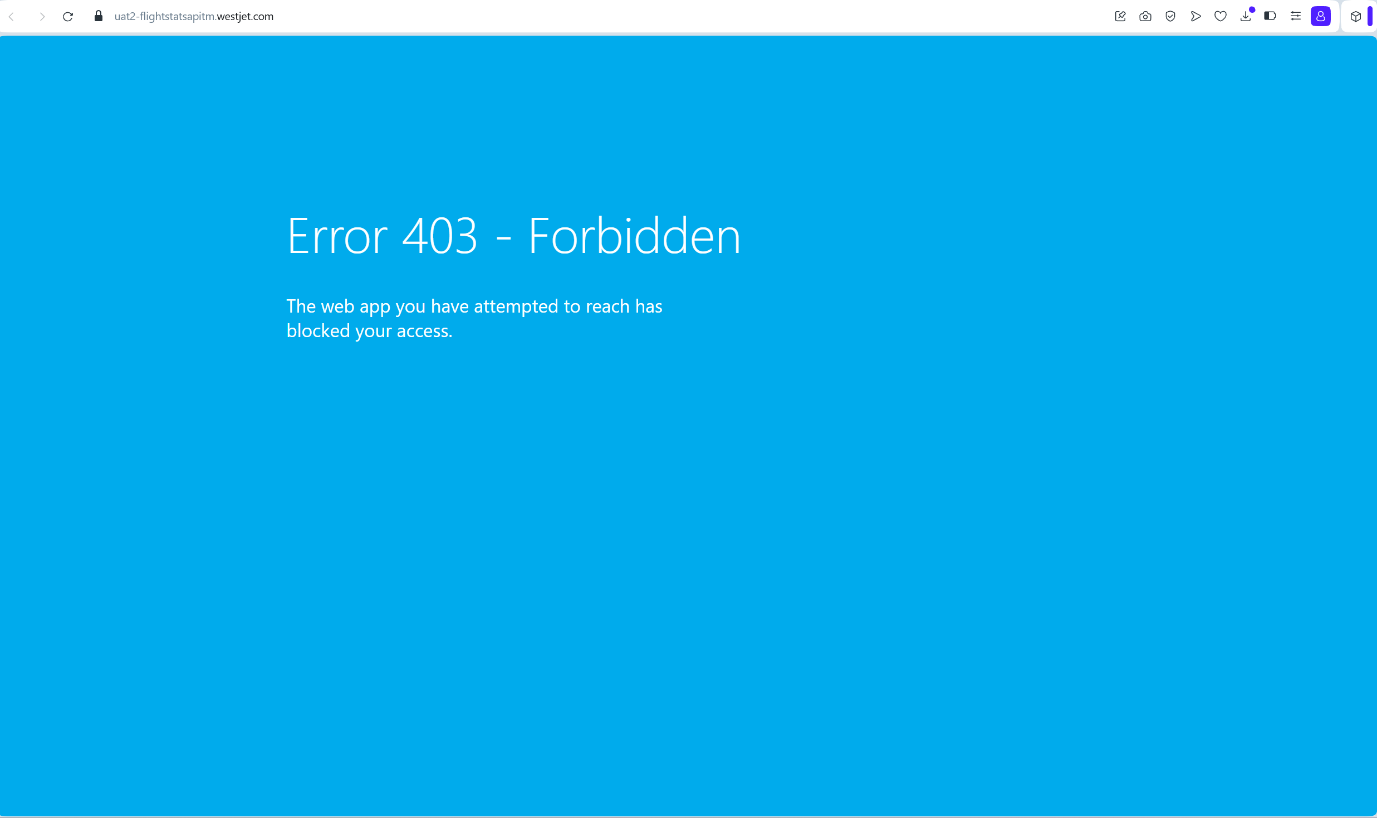 uat2-flightstatsapitm.westjet.com
Error 403 - Forbidden
The web app you have attempted to reach has
blocked your access.